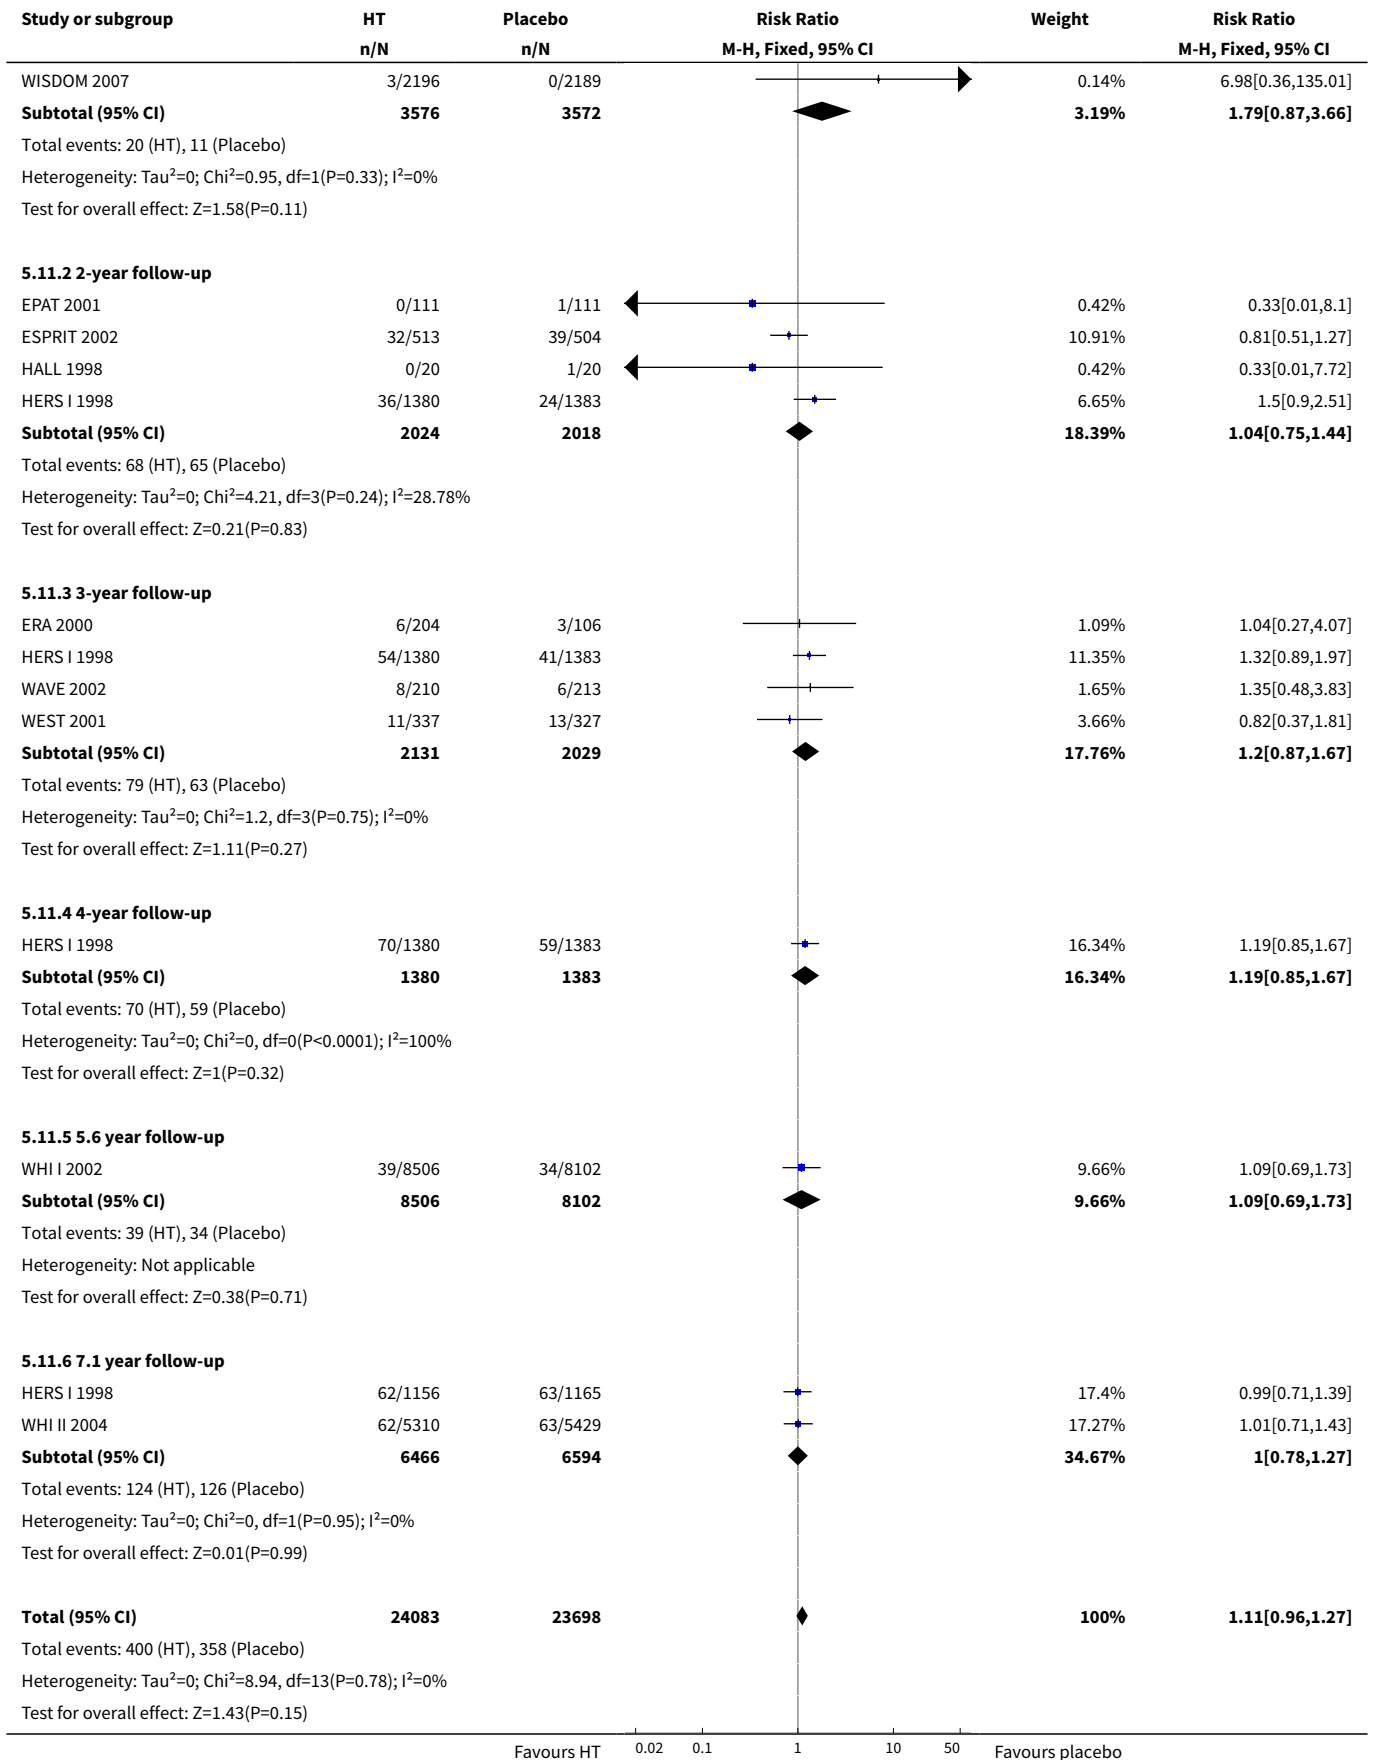 Study or subgroup HT Placebo Risk Ratio Weight Risk Ratio
n/N n/N M-H, Fixed, 95% CI M-H, Fixed, 95% CI
WISDOM 2007 3/2196 0/2189 0.14% 6.98[0.36,135.01]
Subtotal (95% CI) 3576 3572 3.19% 1.79[0.87,3.66]
Total events: 20 (HT), 11 (Placebo)
Heterogeneity: Tau²=0; Chi²=0.95, df=1(P=0.33); I²=0%
Test for overall effect: Z=1.58(P=0.11)
5.11.2 2-year follow-up
EPAT 2001 0/111 1/111 0.42% 0.33[0.01,8.1]
ESPRIT 2002 32/513 39/504 10.91% 0.81[0.51,1.27]
HALL 1998 0/20 1/20 0.42% 0.33[0.01,7.72]
HERS I 1998 36/1380 24/1383 6.65% 1.5[0.9,2.51]
Subtotal (95% CI) 2024 2018 18.39% 1.04[0.75,1.44]
Total events: 68 (HT), 65 (Placebo)
Heterogeneity: Tau²=0; Chi²=4.21, df=3(P=0.24); I²=28.78%
Test for overall effect: Z=0.21(P=0.83)
5.11.3 3-year follow-up
ERA 2000 6/204 3/106 1.09% 1.04[0.27,4.07]
HERS I 1998 54/1380 41/1383 11.35% 1.32[0.89,1.97]
WAVE 2002 8/210 6/213 1.65% 1.35[0.48,3.83]
WEST 2001 11/337 13/327 3.66% 0.82[0.37,1.81]
Subtotal (95% CI) 2131 2029 17.76% 1.2[0.87,1.67]
Total events: 79 (HT), 63 (Placebo)
Heterogeneity: Tau²=0; Chi²=1.2, df=3(P=0.75); I²=0%
Test for overall effect: Z=1.11(P=0.27)
5.11.4 4-year follow-up
HERS I 1998 70/1380 59/1383 16.34% 1.19[0.85,1.67]
Subtotal (95% CI) 1380 1383 16.34% 1.19[0.85,1.67]
Total events: 70 (HT), 59 (Placebo)
Heterogeneity: Tau²=0; Chi²=0, df=0(P<0.0001); I²=100%
Test for overall effect: Z=1(P=0.32)
5.11.5 5.6 year follow-up
WHI I 2002 39/8506 34/8102 9.66% 1.09[0.69,1.73]
Subtotal (95% CI) 8506 8102 9.66% 1.09[0.69,1.73]
Total events: 39 (HT), 34 (Placebo)
Heterogeneity: Not applicable
Test for overall effect: Z=0.38(P=0.71)
5.11.6 7.1 year follow-up
HERS I 1998 62/1156 63/1165 17.4% 0.99[0.71,1.39]
WHI II 2004 62/5310 63/5429 17.27% 1.01[0.71,1.43]
Subtotal (95% CI) 6466 6594 34.67% 1[0.78,1.27]
Total events: 124 (HT), 126 (Placebo)
Heterogeneity: Tau²=0; Chi²=0, df=1(P=0.95); I²=0%
Test for overall effect: Z=0.01(P=0.99)
Total (95% CI) 24083 23698 100% 1.11[0.96,1.27]
Total events: 400 (HT), 358 (Placebo)
Heterogeneity: Tau²=0; Chi²=8.94, df=13(P=0.78); I²=0%
Test for overall effect: Z=1.43(P=0.15)
Favours HT 0.02 0.1 1 10 50 Favours placebo